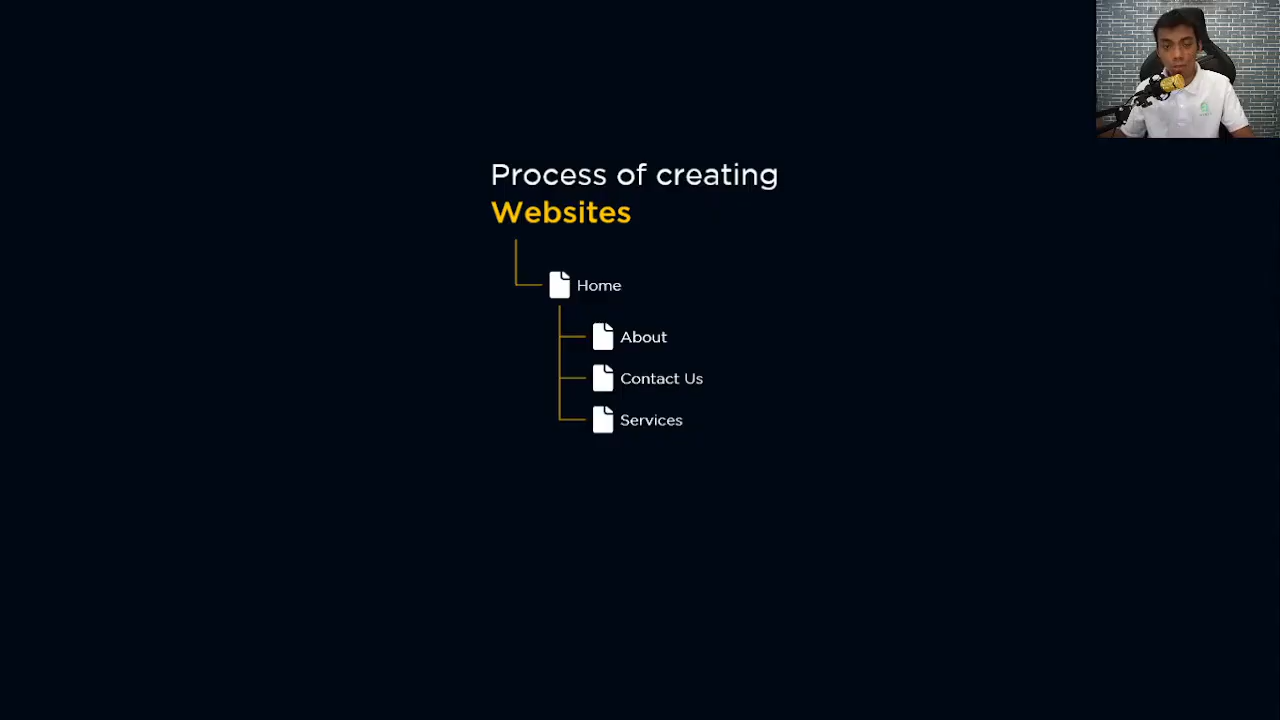 Process of creating
Websites
Home
About
Contact Us
Services